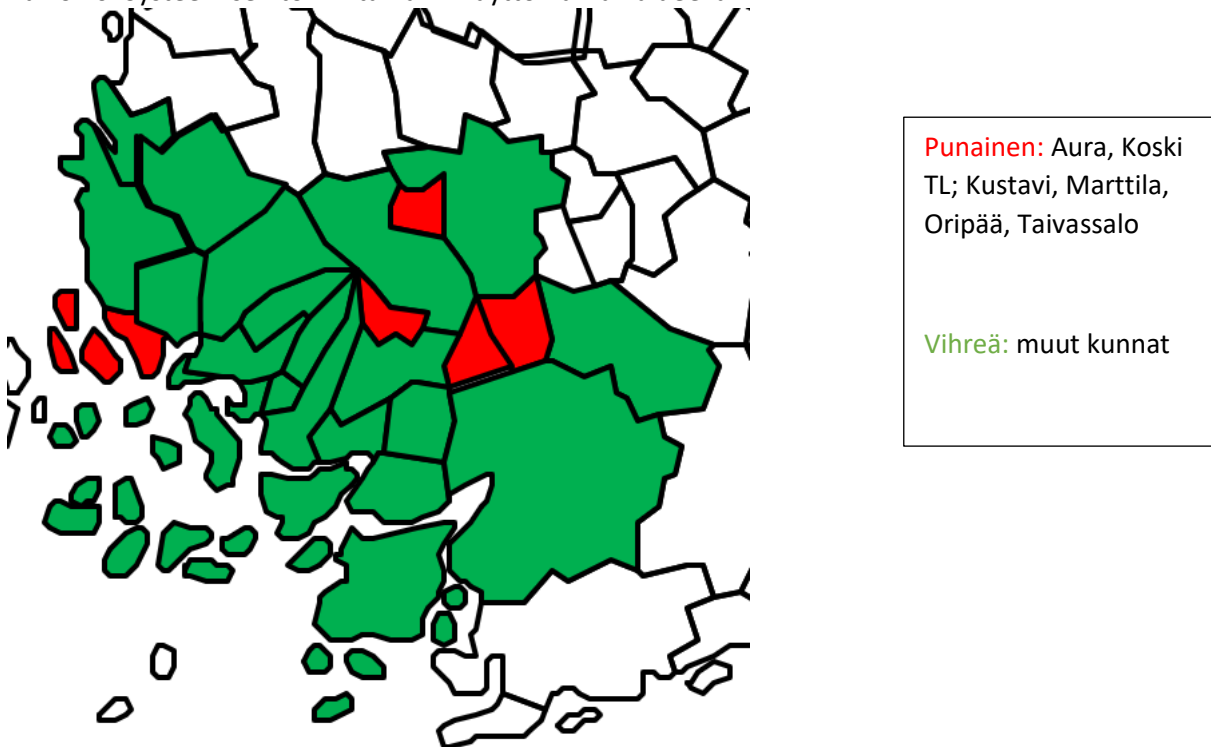 Punainen: Aura, Koski
TL; Kustavi, Marttila,
Oripää, Taivassalo
Vihreä: muut kunnat